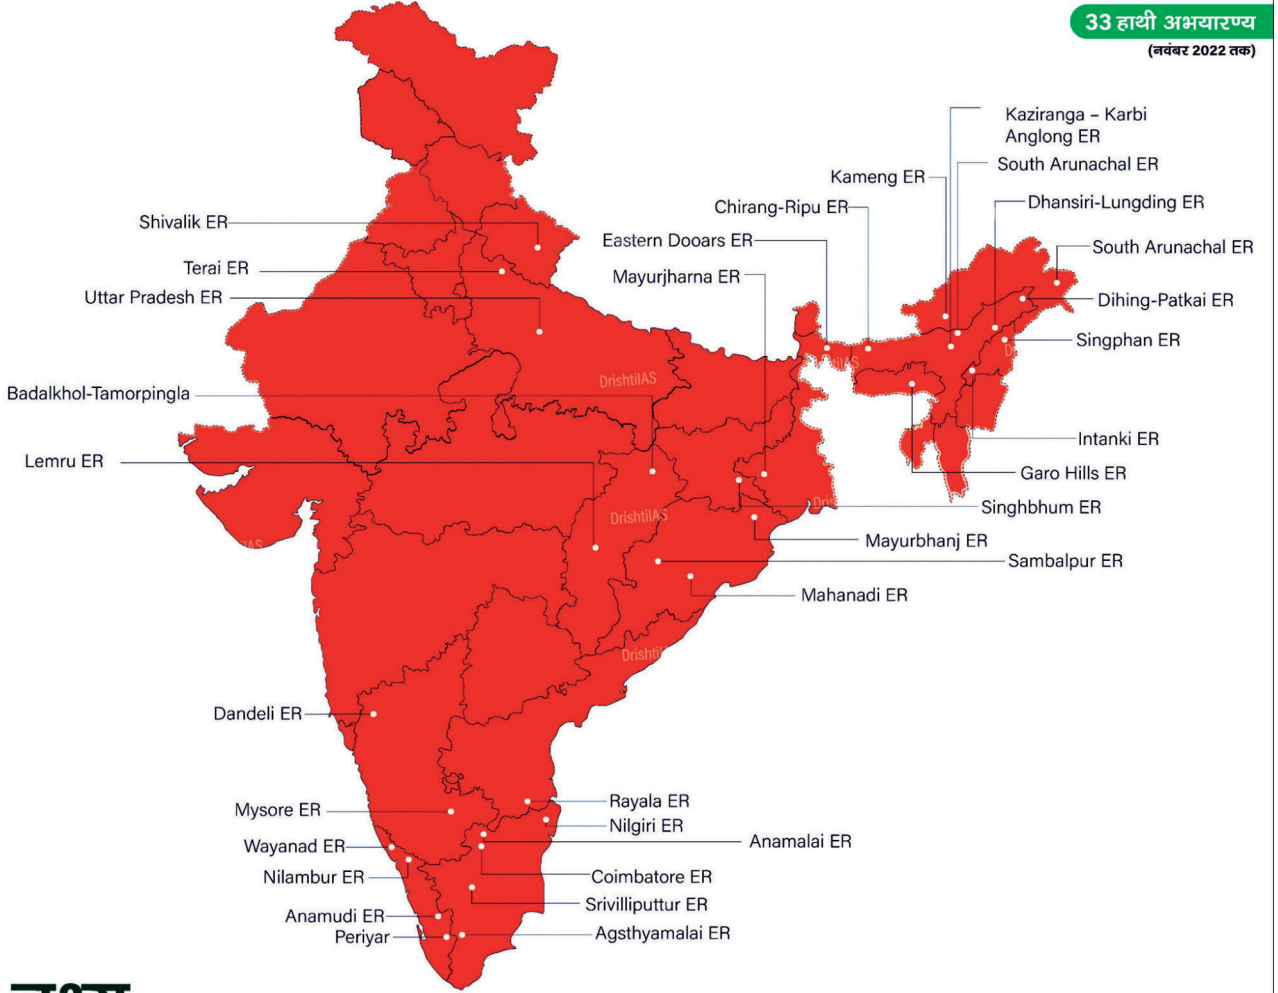 33 हाथी अभयारण्य
(नवंबर 2022 तक)
Kaziranga – Karbi
Anglong ER
South Arunachal ER
Kameng ER
Dhansiri-Lungding ER
Chirang-Ripu ER
Shivalik ER
Eastern Dooars ER
South Arunachal ER
Terai ER
Mayurjharna ER
Uttar Pradesh ER
Dihing-Patkai ER
Singphan ER
DrishtiIAS
Badalkhol-Tamorpingla
Intanki ER
Lemru ER
Garo Hills ER
Singhbhum ER
DrishtiIAS
Mayurbhanj ER
Sambalpur ER
Mahanadi ER
Dandeli ER
Rayala ER
Mysore ER
Nilgiri ER
Anamalai ER
Wayanad ER
Nilambur ER
Coimbatore ER
Srivilliputtur ER
Anamudi ER
Agsthyamalai ER
Periyar